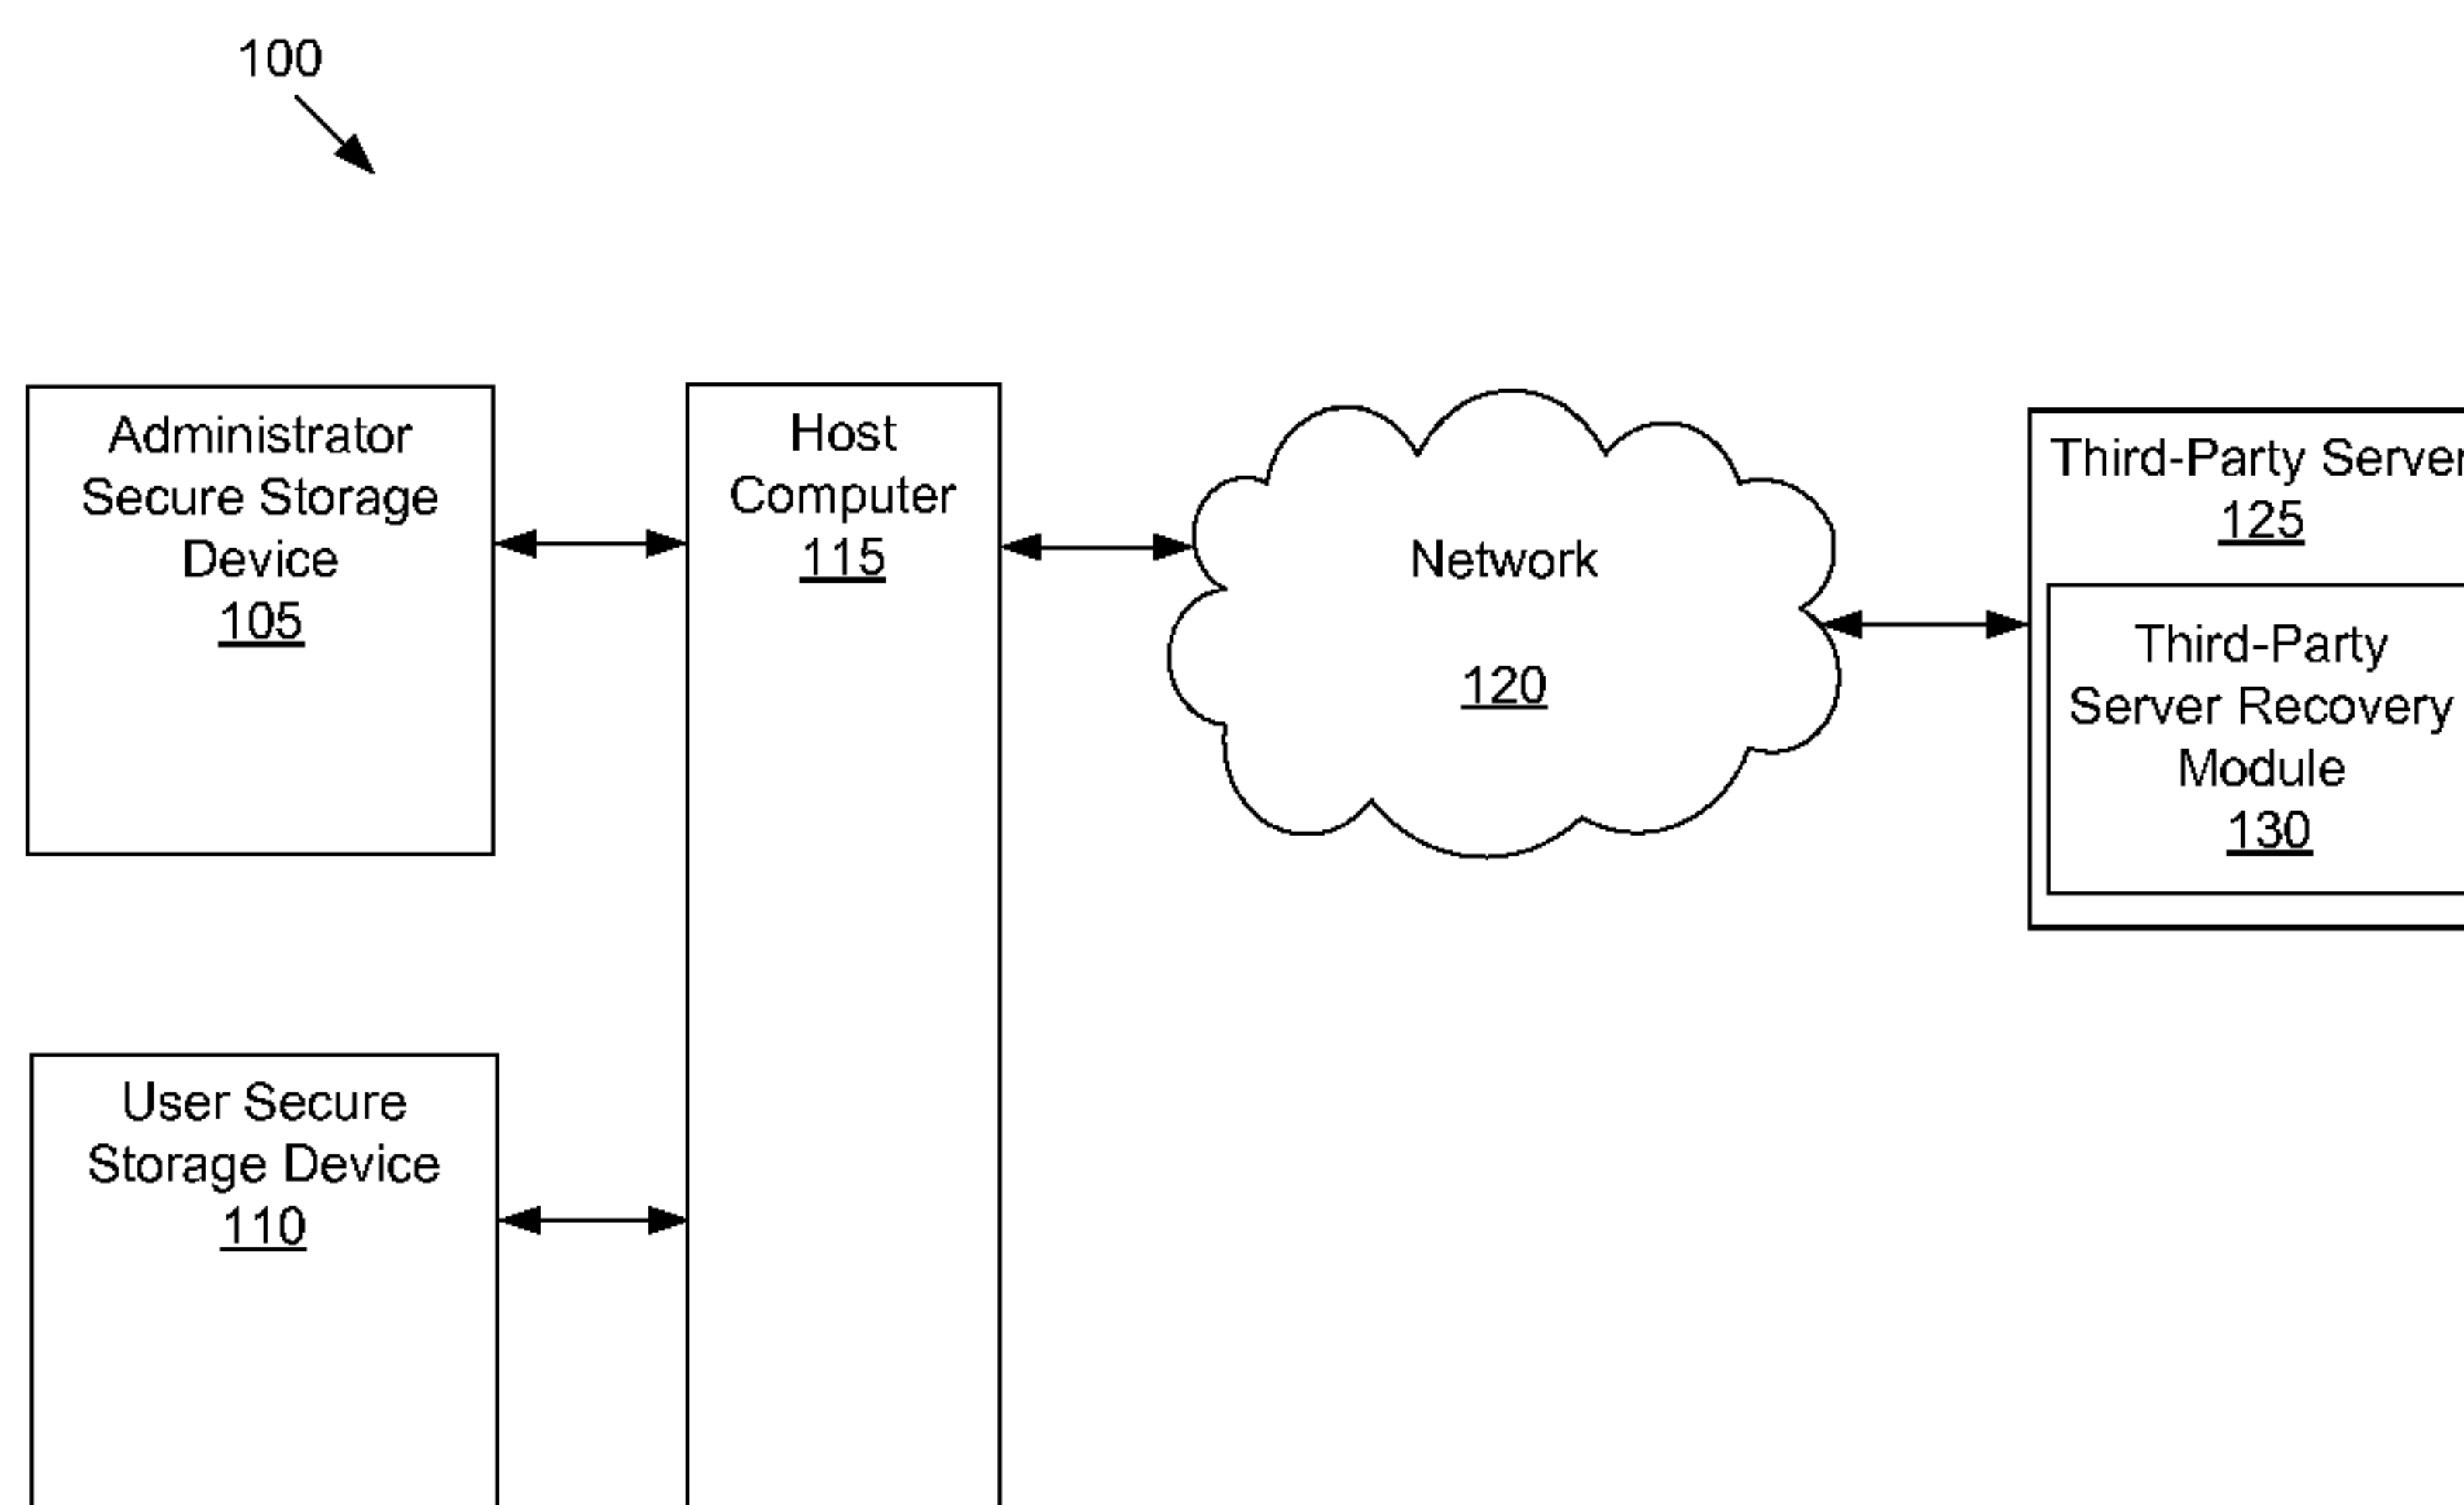 100
Administrator
Secure Storage
Device
105
Host
Computer
115
Network
120
Third-Party Server
125
Third-Party
Server Recovery
Module
130
User Secure
Storage Device
110